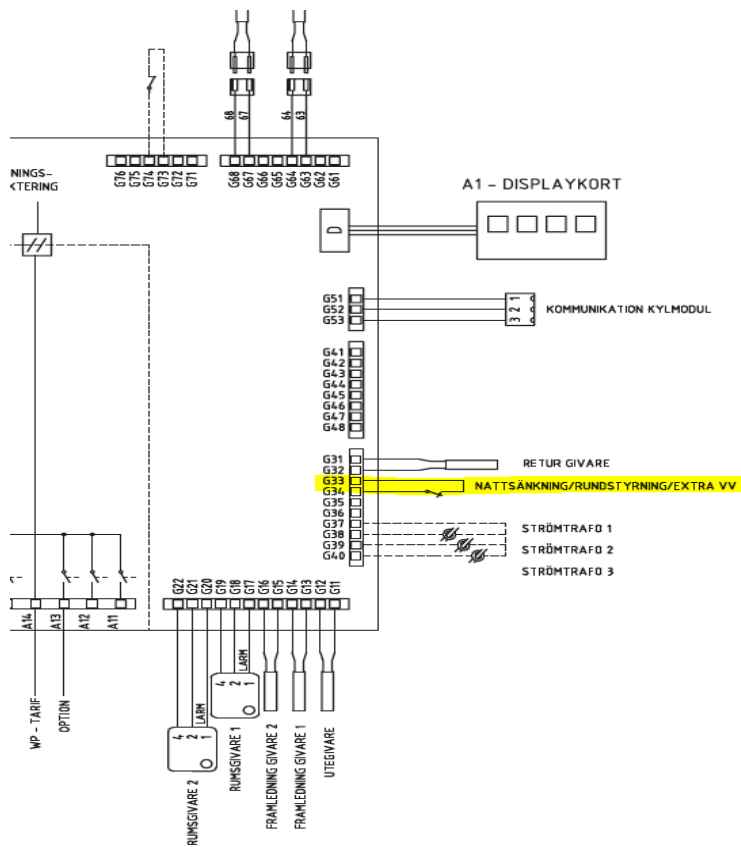 68
67
64
63
G76
G75
G74
G73
G72
G71
G68
G67
G66
G65
G64
G63
G62
G61
NINGS-
KTERING
A1 - DISPLAYKORT
D
G51
G52
G53
1
2
3
KOMMUNIKATION KYLMODUL
G41
G42
G43
G44
G45
G46
G47
G48
G31
G32
G33
G34
G35
G36
G37
G38
G39
G40
RETUR GIVARE
NATTSÄNKNING/RUNDSTYRNING/EXTRA VV
STRÖMTRAFO 1
STRÖMTRAFO 2
STRÖMTRAFO 3
G22
G21
G20
G19
G18
G17
G16
G15
G14
G13
G12
G11
A14
A13
A12
A11
WP - TARIF
OPTION
LARM
4
2
1
RUMSGIVARE 2
LARM
4
2
1
RUMSGIVARE 1
FRAMLEDNING GIVARE 2
FRAMLEDNING GIVARE 1
UTEGIVARE